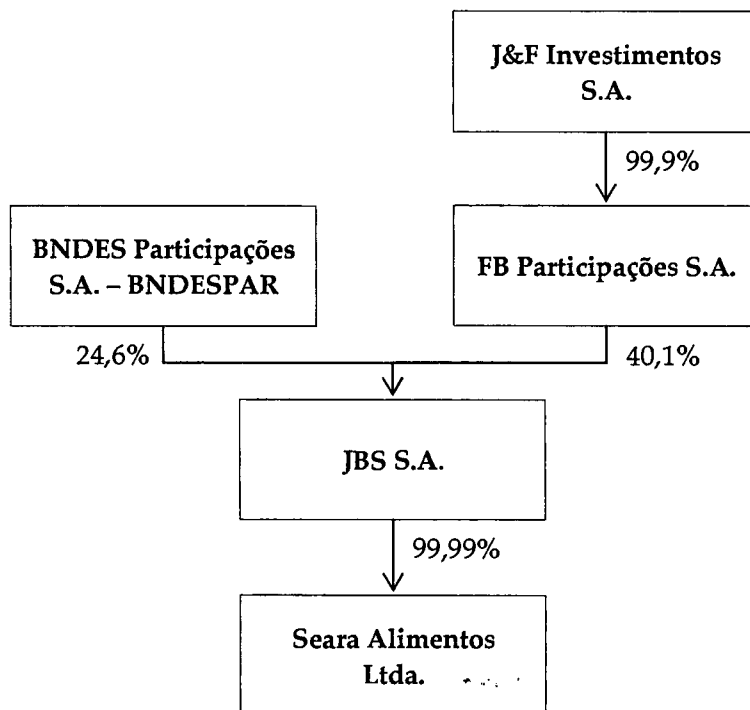 J&F Investimentos
S.A.
99,9%
BNDES Participações
S.A. – BNDESPAR
FB Participações S.A.
24,6%
40,1%
JBS S.A.
99,99%
Seara Alimentos
Ltda.